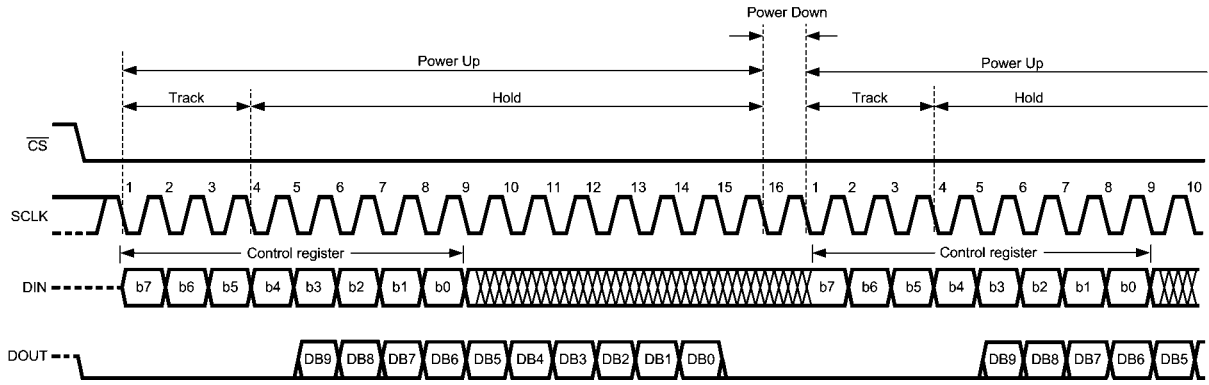 Power Down
Power Up Power Up
Track Hold Track Hold
CS
1 2 3 4 5 6 7 8 9 10 11 12 13 14 15 16 1 2 3 4 5 6 7 8 9 10
SCLK
Control register Control register
DIN b7 b6 b5 b4 b3 b2 b1 b0 b7 b6 b5 b4 b3 b2 b1 b0
DOUT DB9 DB8 DB7 DB6 DB5 DB4 DB3 DB2 DB1 DB0 DB9 DB8 DB7 DB6 DB5